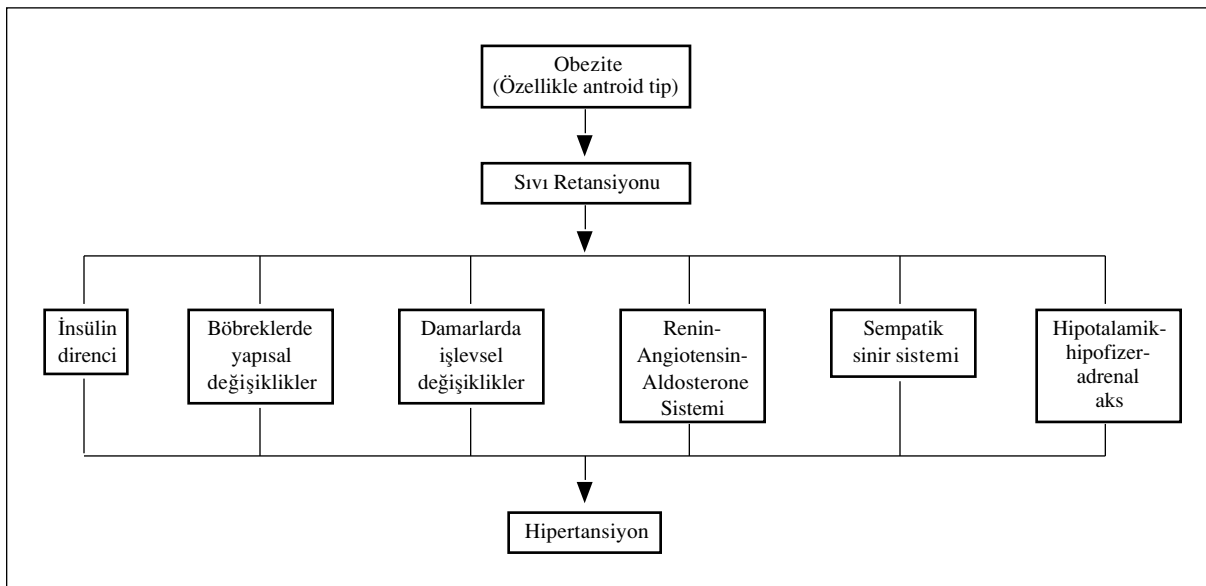 Obezite
(Özellikle antroid tip)
Sıvı Retansiyonu
İnsülin
direnci
Böbreklerde
yapısal
değişiklikler
Damarlarda
işlevsel
değişiklikler
Renin-
Angiotensin-
Aldosterone
Sistemi
Sempatik
sinir sistemi
Hipotalamik-
hipofizer-
adrenal
aks
Hipertansiyon